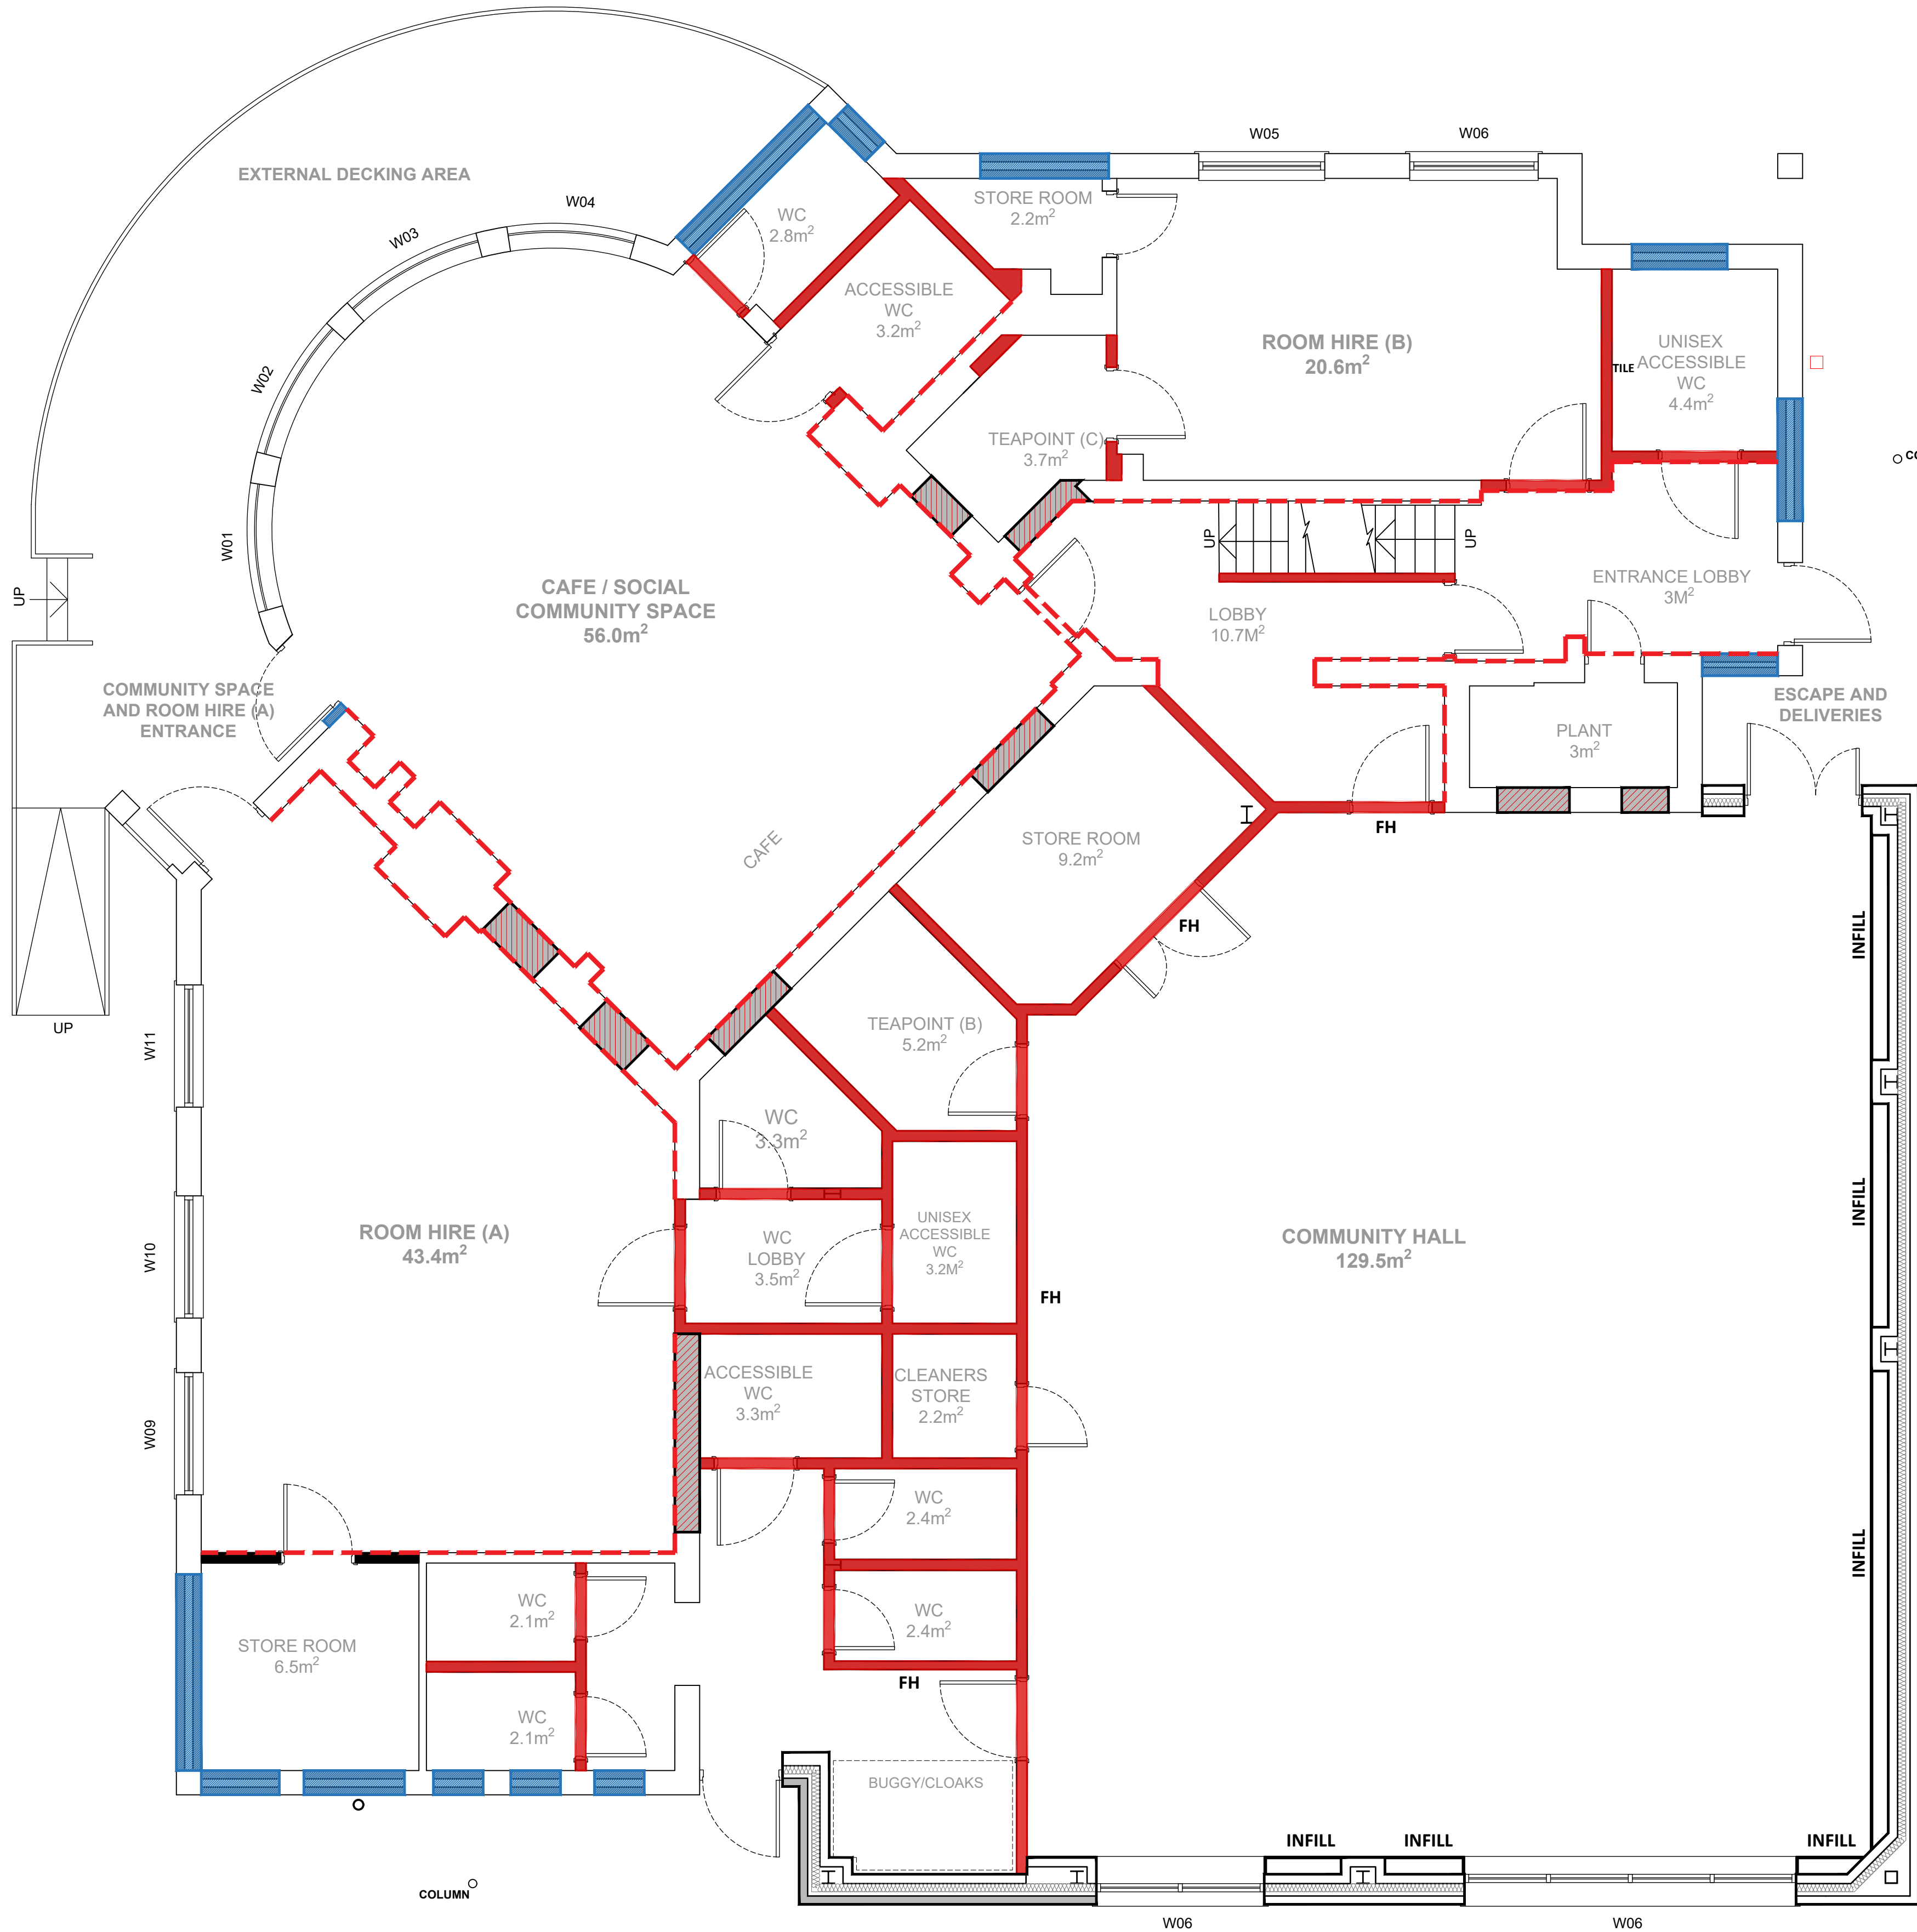 W05
W06
EXTERNAL DECKING AREA
W04
STORE ROOM
2.2m²
WC
2.8m²
W03
ACCESSIBLE
WC
3.2m²
ROOM HIRE (B)
20.6m²
UNISEX
ACCESSIBLE
WC
4.4m²
TILE
W02
TEAPOINT (C)
3.7m²
W01
UP
UP
UP
CAFE / SOCIAL
COMMUNITY SPACE
56.0m²
ENTRANCE LOBBY
3M²
LOBBY
10.7M²
COMMUNITY SPACE
AND ROOM HIRE (A)
ENTRANCE
ESCAPE AND
DELIVERIES
PLANT
3m²
FH
STORE ROOM
9.2m²
CAFE
FH
INFILL
UP
W11
TEAPOINT (B)
5.2m²
WC
3.3m²
INFILL
ROOM HIRE (A)
43.4m²
W10
WC
LOBBY
3.5m²
UNISEX
ACCESSIBLE
WC
3.2M²
COMMUNITY HALL
129.5m²
FH
ACCESSIBLE
WC
3.3m²
CLEANERS
STORE
2.2m²
W09
WC
2.4m²
INFILL
WC
2.1m²
WC
2.4m²
STORE ROOM
6.5m²
FH
WC
2.1m²
BUGGY/CLOAKS
INFILL
INFILL
INFILL
COLUMN
W06
W06